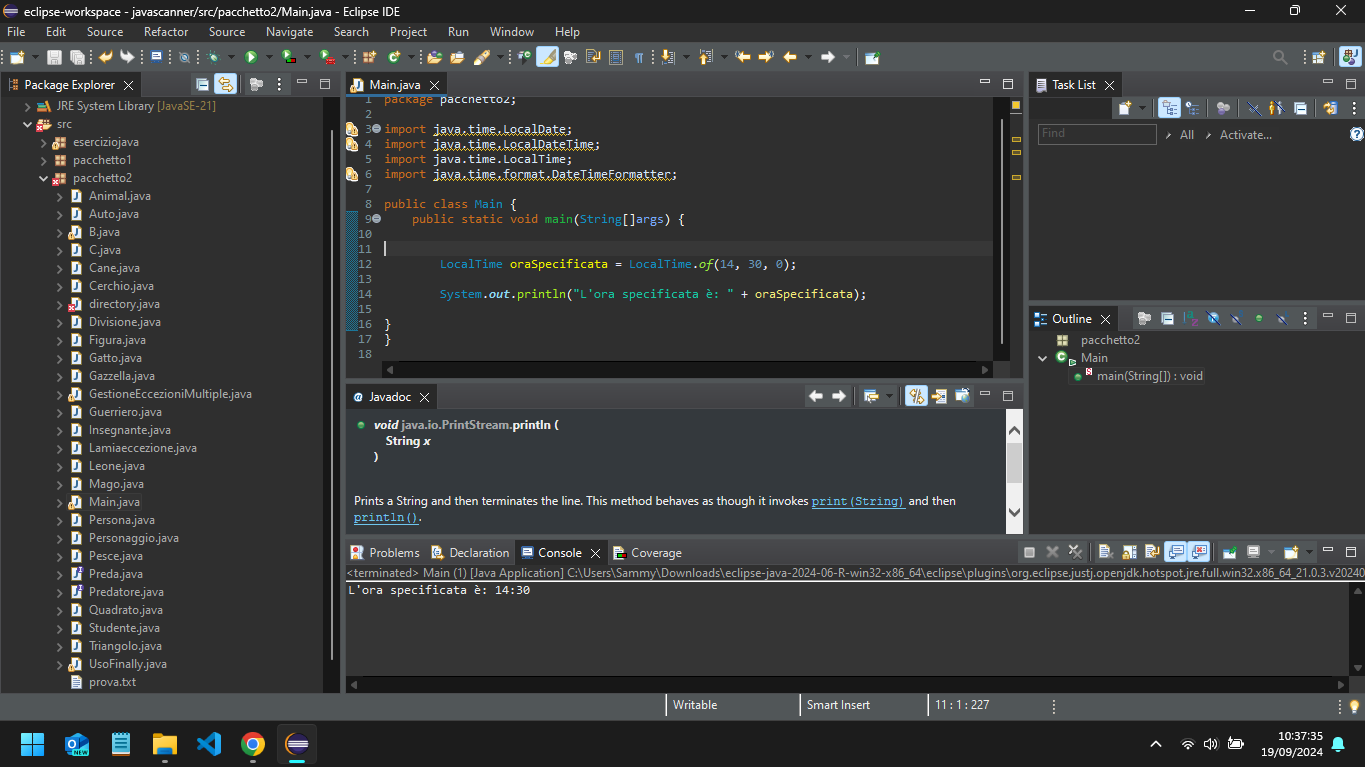 eclipse-workspace - javascanner/src/pacchetto2/Main.java - Eclipse IDE
File Edit Source Refactor Source Navigate Search Project Run Window Help
Package Explorer
JRE System Library [JavaSE-21]
src
eserciziojava
pacchetto1
pacchetto2
Animal.java
Auto.java
B.java
C.java
Cane.java
Cerchio.java
directory.java
Divisione.java
Figura.java
Gatto.java
Gazzella.java
GestioneEccezioniMultiple.java
Guerriero.java
Insegnante.java
Lamiaeccezione.java
Leone.java
Mago.java
Main.java
Persona.java
Personaggio.java
Pesce.java
Preda.java
Predatore.java
Quadrato.java
Studente.java
Triangolo.java
UsoFinally.java
prova.txt
Main.java
1 package pacchetto2;
2
3 import java.time.LocalDate;
4 import java.time.LocalDateTime;
5 import java.time.LocalTime;
6 import java.time.format.DateTimeFormatter;
7
8 public class Main {
9 public static void main(String[]args) {
10
11
12 LocalTime oraSpecificata = LocalTime.of(14, 30, 0);
13
14 System.out.println("L'ora specificata è: " + oraSpecificata);
15
16 }
17 }
18
Javadoc
void java.io.PrintStream.println (
String x
)
Prints a String and then terminates the line. This method behaves as though it invokes print(String) and then
println().
Task List
Find
All
Activate...
Outline
pacchetto2
Main
main(String[]) : void
Problems Declaration Console Coverage
<terminated> Main (1) [Java Application] C:\Users\Sammy\Downloads\eclipse-java-2024-06-R-win32-x86_64\eclipse\plugins\org.eclipse.justj.openjdk.hotspot.jre.full.win32.x86_64_21.0.3.v20240
L'ora specificata è: 14:30
Writable
Smart Insert
11 : 1 : 227
NEW
10:37:35
19/09/2024